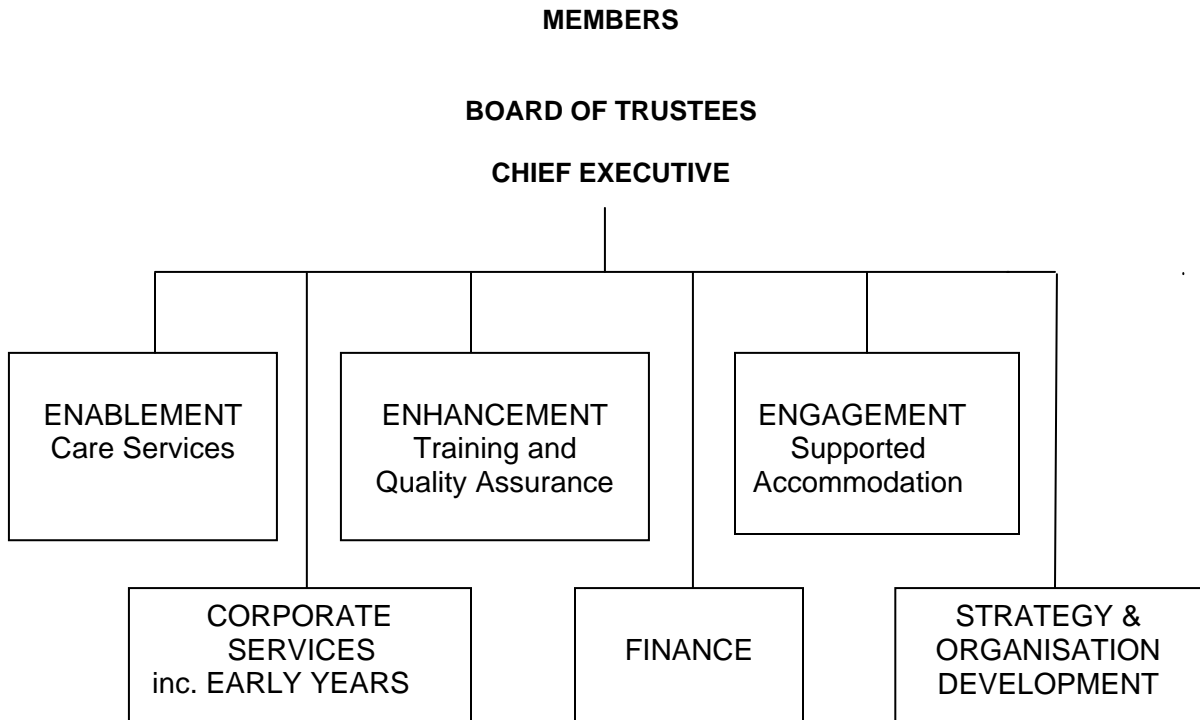 MEMBERS
BOARD OF TRUSTEES
CHIEF EXECUTIVE
ENABLEMENT
Care Services
ENHANCEMENT
Training and
Quality Assurance
ENGAGEMENT
Supported
Accommodation
CORPORATE
SERVICES
inc. EARLY YEARS
FINANCE
STRATEGY &
ORGANISATION
DEVELOPMENT